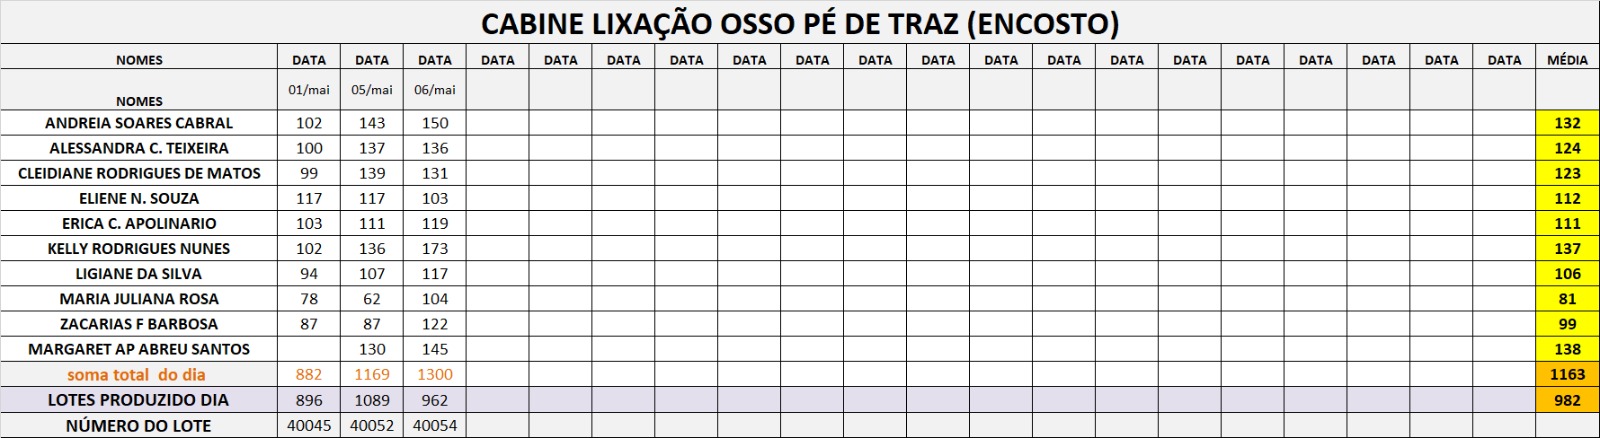 CABINE LIXAÇÃO OSSO PÉ DE TRAZ (ENCOSTO)
NOMES DATA DATA DATA DATA DATA DATA DATA DATA DATA DATA DATA DATA DATA DATA DATA DATA DATA DATA DATA DATA MÉDIA
NOMES 01/mai 05/mai 06/mai
ANDREIA SOARES CABRAL 102 143 150 132
ALESSANDRA C. TEIXEIRA 100 137 136 124
CLEIDIANE RODRIGUES DE MATOS 99 139 131 123
ELIENE N. SOUZA 117 117 103 112
ERICA C. APOLINARIO 103 111 119 111
KELLY RODRIGUES NUNES 102 136 173 137
LIGIANE DA SILVA 94 107 117 106
MARIA JULIANA ROSA 78 62 104 81
ZACARIAS F BARBOSA 87 87 122 99
MARGARET AP ABREU SANTOS 130 145 138
soma total do dia 882 1169 1300 1163
LOTES PRODUZIDO DIA 896 1089 962 982
NÚMERO DO LOTE 40045 40052 40054